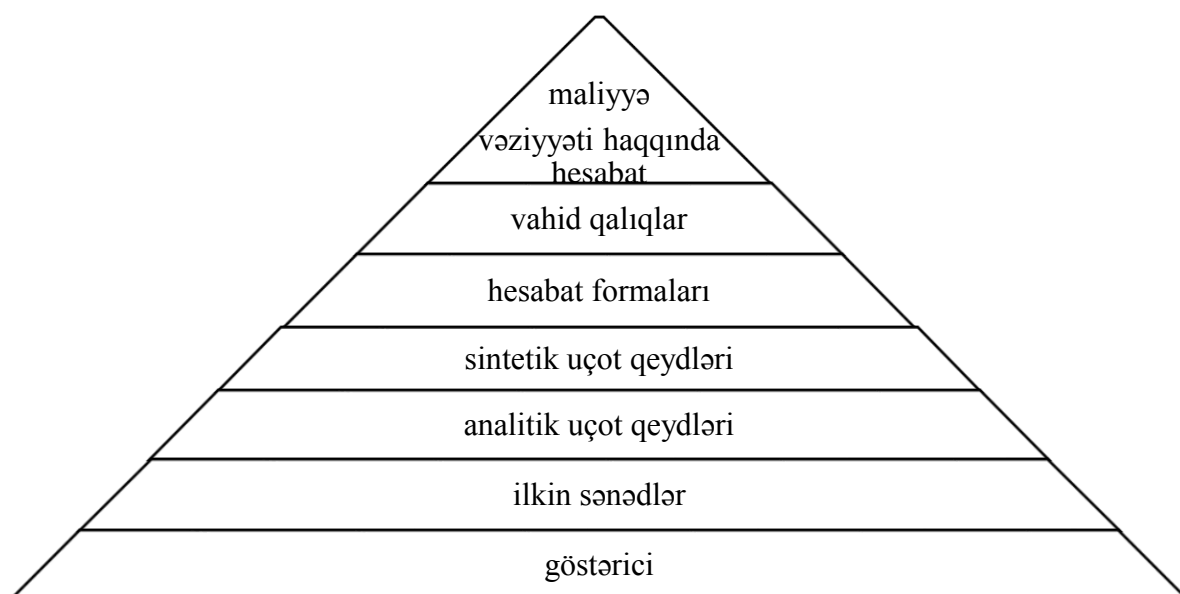 maliyyə
vəziyyəti haqqında
hesabat
vahid qalıqlar
hesabat formaları
sintetik uçot qeydləri
analitik uçot qeydləri
ilkin sənədlər
göstərici